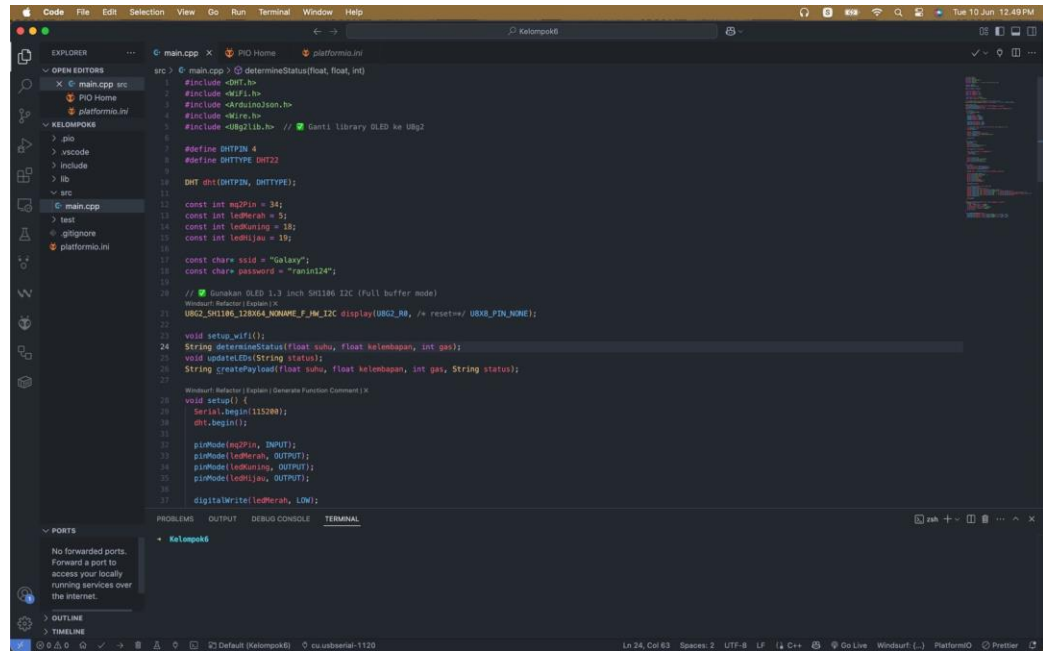 Code File Edit Selection View Go Run Terminal Window Help
Tue 10 Jun 12.49 PM
Kelompok6
EXPLORER
OPEN EDITORS
main.cpp src
PIO Home
platformio.ini
KELOMPOK6
.pio
.vscode
include
lib
src
main.cpp
test
.gitignore
platformio.ini
PORTS
No forwarded ports.
Forward a port to
access your locally
running services over
the internet.
OUTLINE
TIMELINE
main.cpp PIO Home platformio.ini
src > main.cpp > determineStatus(float, float, int)
1 #include <DHT.h>
2 #include <WiFi.h>
3 #include <ArduinoJson.h>
4 #include <Wire.h>
5 #include <U8g2lib.h> // ✅ Ganti library OLED ke U8g2
6
7 #define DHTPIN 4
8 #define DHTTYPE DHT22
9
10 DHT dht(DHTPIN, DHTTYPE);
11
12 const int mq2Pin = 34;
13 const int ledMerah = 5;
14 const int ledKuning = 18;
15 const int ledHijau = 19;
16
17 const char* ssid = "Galaxy";
18 const char* password = "ranin124";
19
20 // ✅ Gunakan OLED 1.3 inch SH1106 I2C (Full buffer mode)
Windsurf: Refactor | Explain | X
21 U8G2_SH1106_128X64_NONAME_F_HW_I2C display(U8G2_R0, /* reset=*/ U8X8_PIN_NONE);
22
23 void setup_wifi();
24 String determineStatus(float suhu, float kelembapan, int gas);
25 void updateLEDs(String status);
26 String createPayload(float suhu, float kelembapan, int gas, String status);
27
Windsurf: Refactor | Explain | Generate Function Comment | X
28 void setup() {
29 Serial.begin(115200);
30 dht.begin();
31
32 pinMode(mq2Pin, INPUT);
33 pinMode(ledMerah, OUTPUT);
34 pinMode(ledKuning, OUTPUT);
35 pinMode(ledHijau, OUTPUT);
36
37 digitalWrite(ledMerah, LOW);
PROBLEMS OUTPUT DEBUG CONSOLE TERMINAL
zsh
Kelompok6
0 0 Default (Kelompok6) cu.usbserial-1120 Ln 24, Col 63 Spaces: 2 UTF-8 LF C++ Go Live Windsurf: {...} PlatformIO Prettier